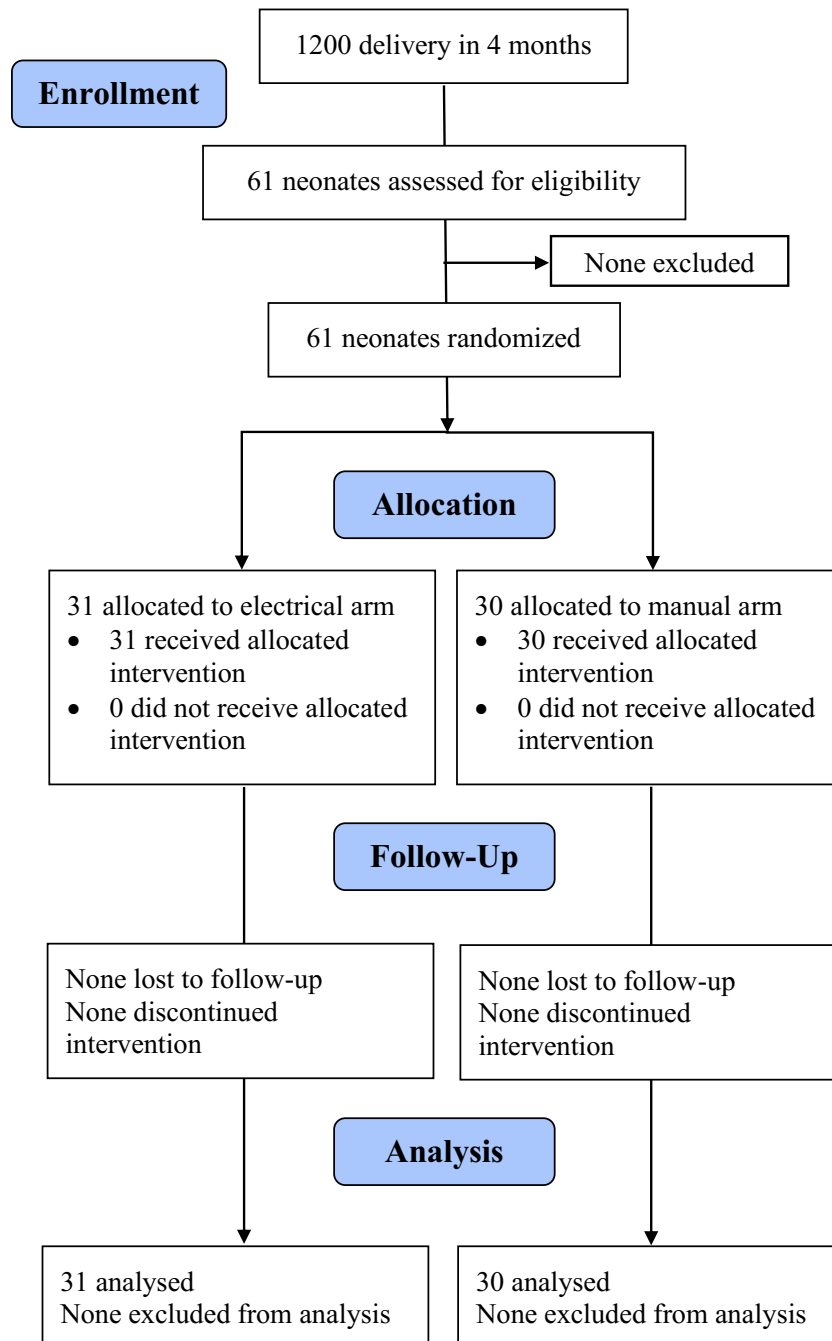 1200 delivery in 4 months
Enrollment
61 neonates assessed for eligibility
None excluded
61 neonates randomized
Allocation
31 allocated to electrical arm
• 31 received allocated
intervention
• 0 did not receive allocated
intervention
30 allocated to manual arm
• 30 received allocated
intervention
• 0 did not receive allocated
intervention
Follow-Up
None lost to follow-up
None discontinued
intervention
None lost to follow-up
None discontinued
intervention
Analysis
31 analysed
None excluded from analysis
30 analysed
None excluded from analysis